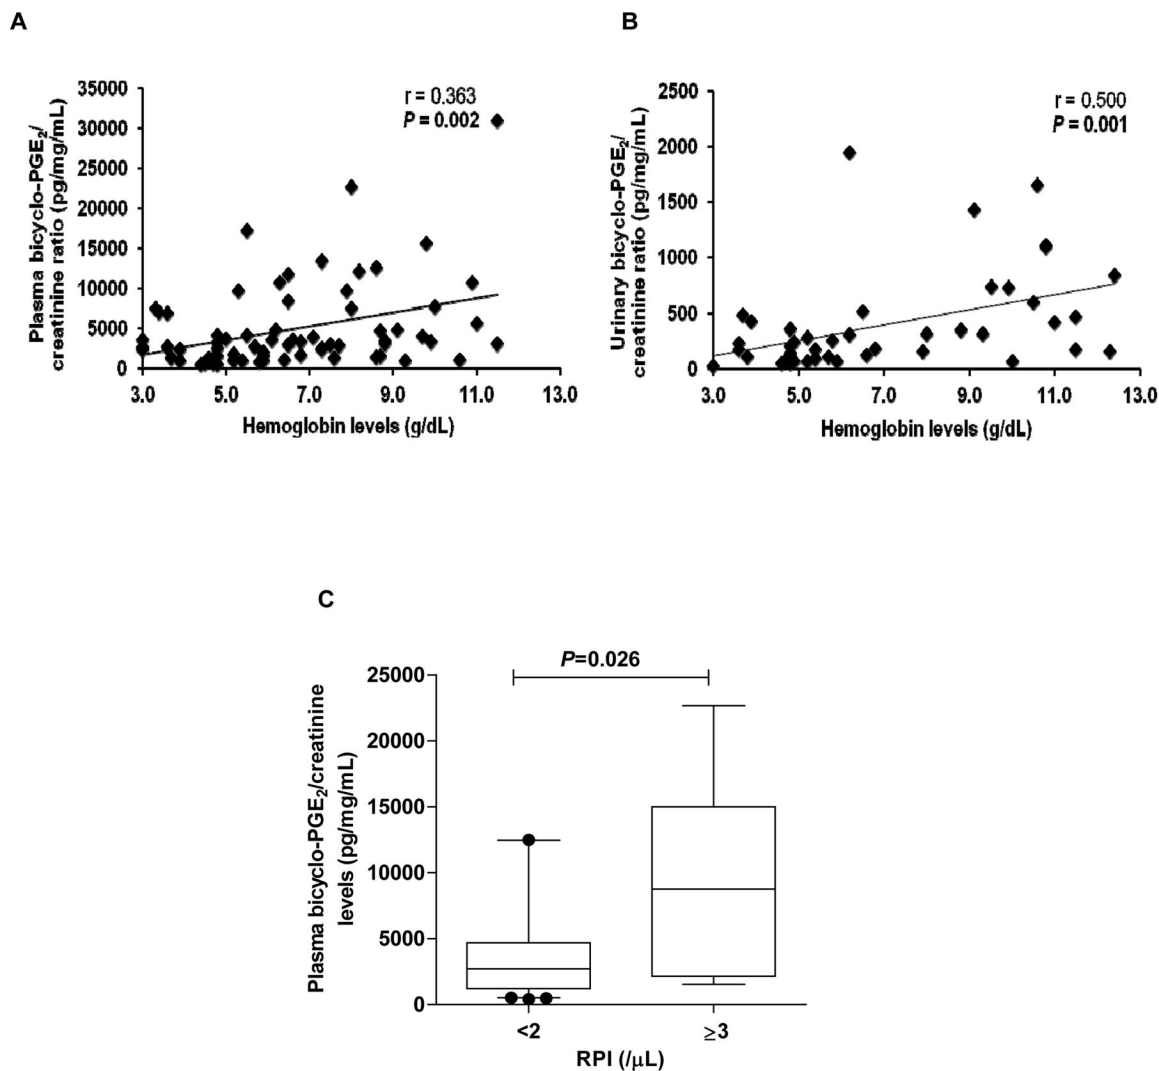 A
Plasma bicyclo-PGE2/
creatinine ratio (pg/mg/mL)
35000
30000
25000
20000
15000
10000
5000
0
r = 0.363
P = 0.002
3.0 5.0 7.0 9.0 11.0 13.0
Hemoglobin levels (g/dL)
B
Urinary bicyclo-PGE2/
creatinine ratio (pg/mg/mL)
2500
2000
1500
1000
500
0
r = 0.500
P = 0.001
3.0 5.0 7.0 9.0 11.0 13.0
Hemoglobin levels (g/dL)
C
Plasma bicyclo-PGE2/creatinine
levels (pg/mg/mL)
P=0.026
25000
20000
15000
10000
5000
0
<2 ≥3
RPI (/μL)